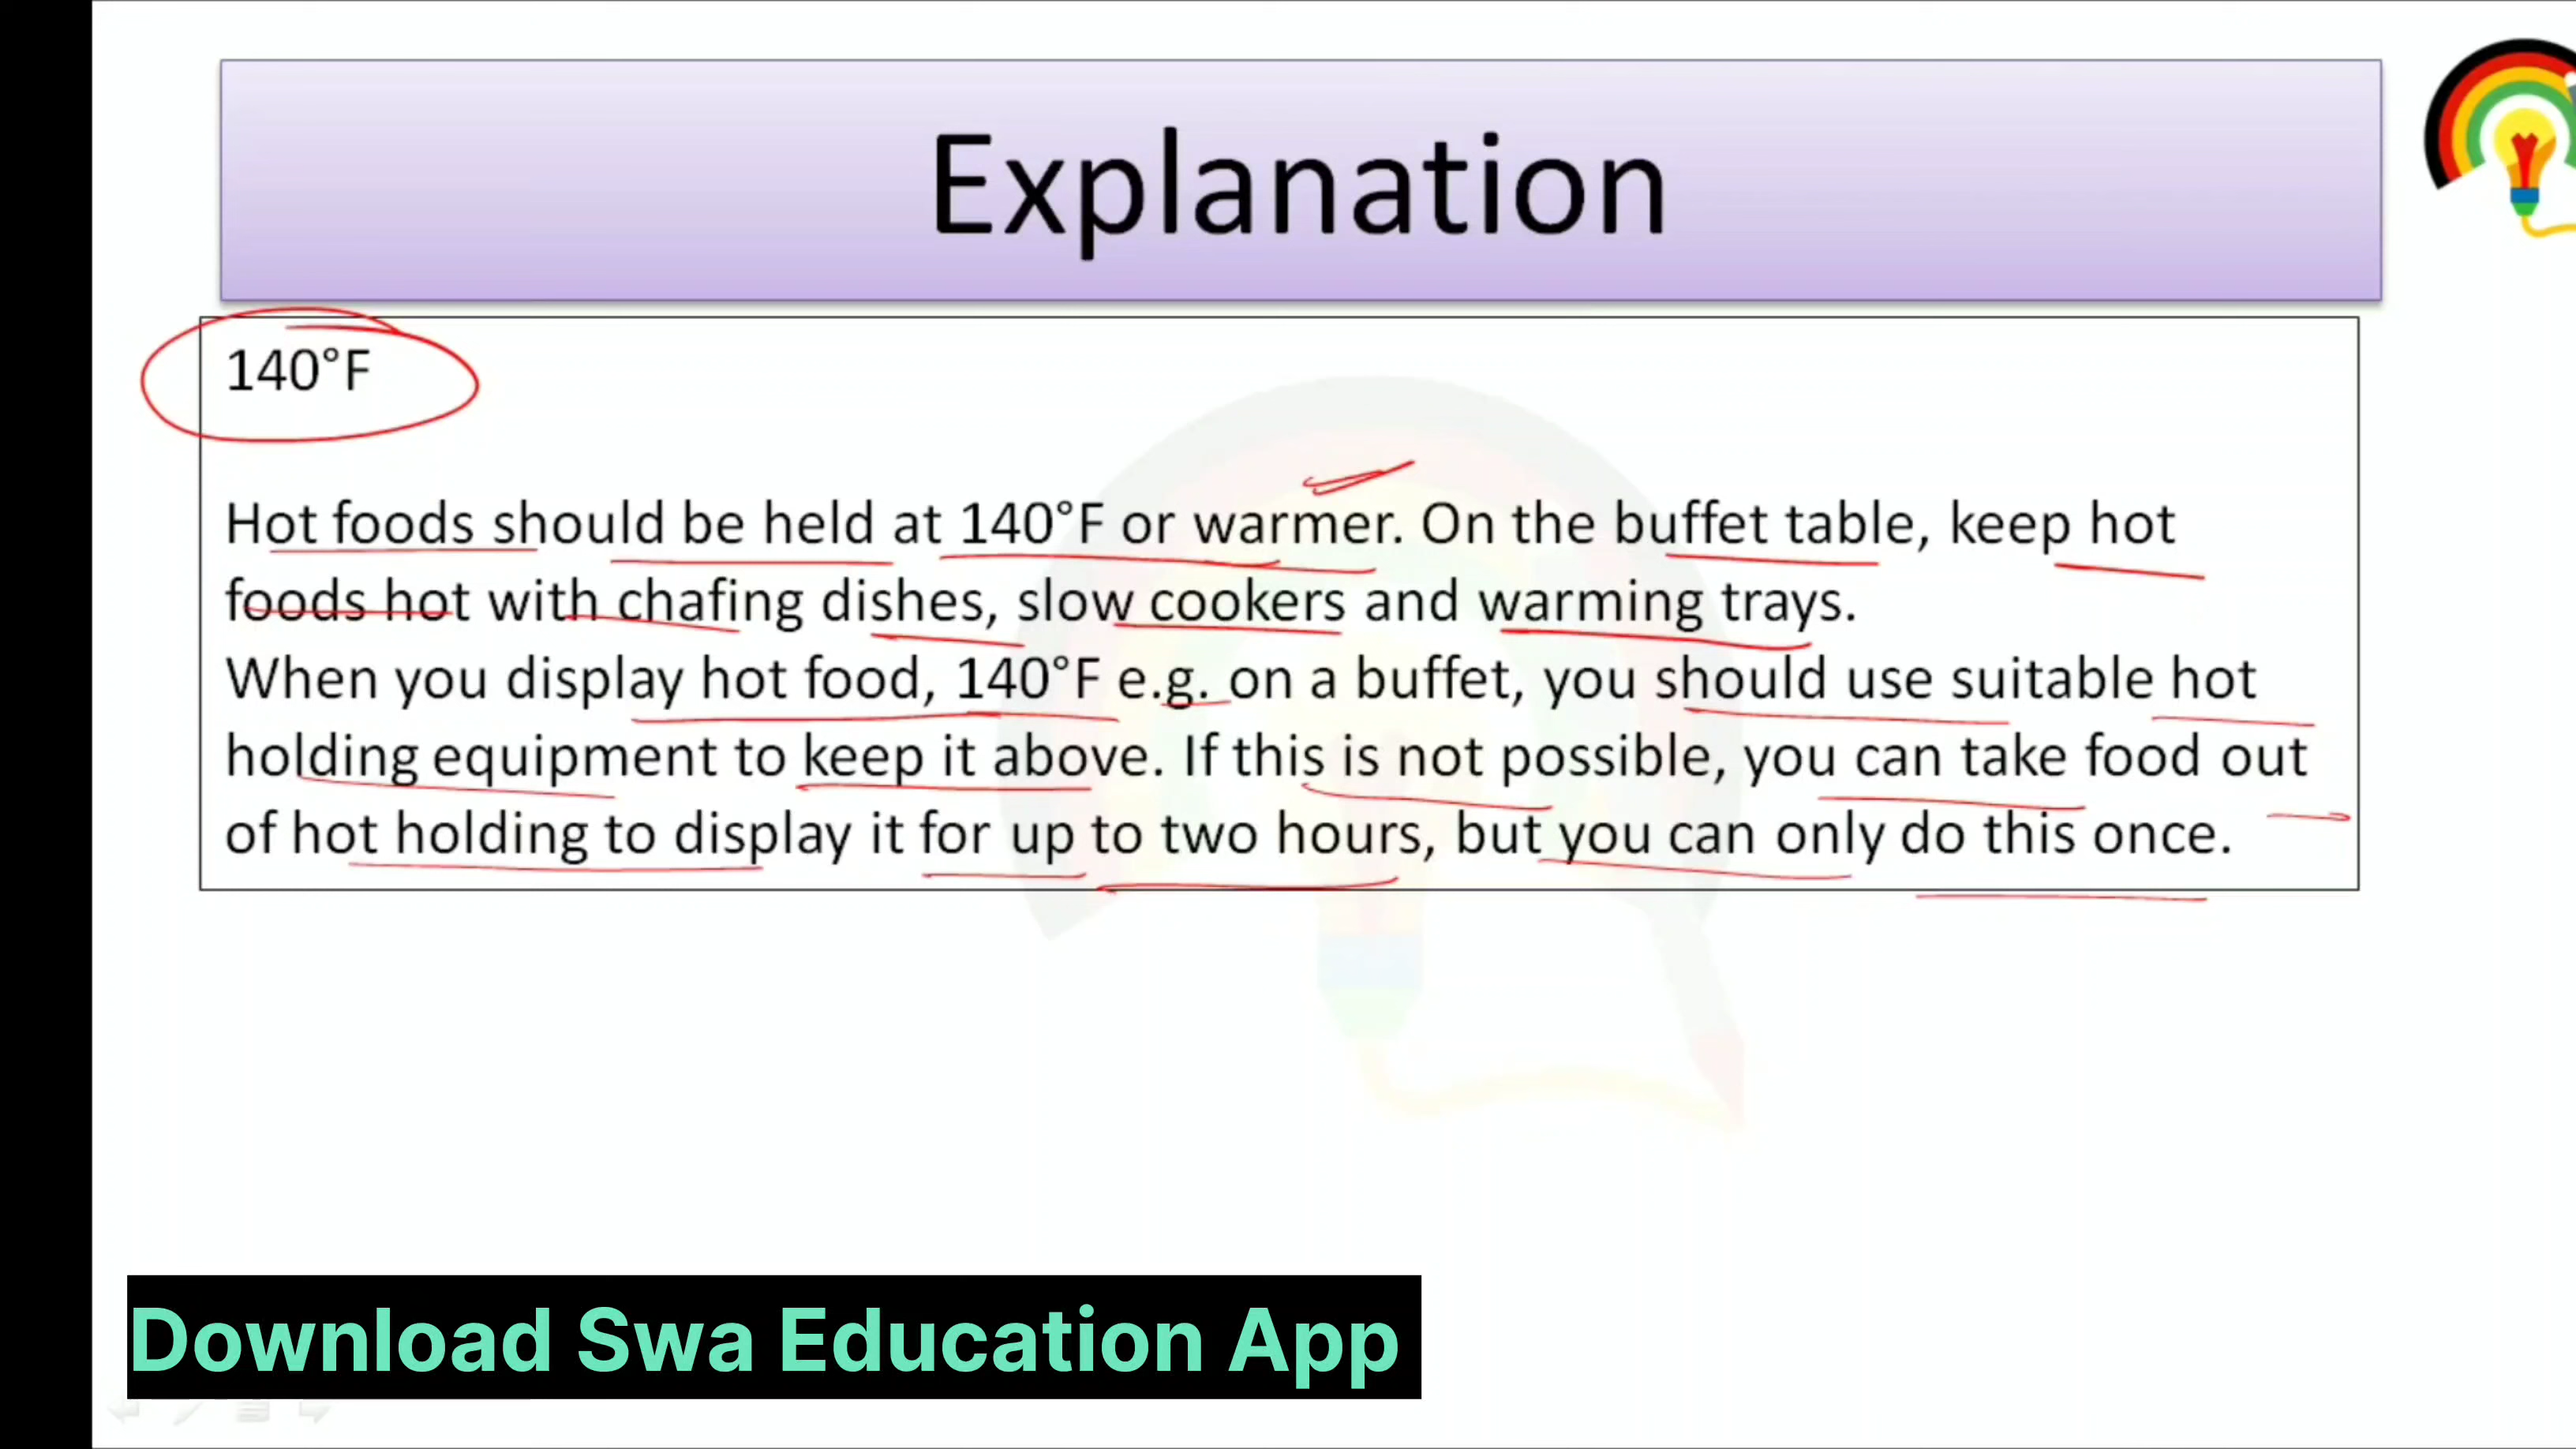 Explanation
140°F
Hot foods should be held at 140°F or warmer. On the buffet table, keep hot
foods hot with chafing dishes, slow cookers and warming trays.
When you display hot food, 140°F e.g. on a buffet, you should use suitable hot
holding equipment to keep it above. If this is not possible, you can take food out
of hot holding to display it for up to two hours, but you can only do this once.
Download Swa Education App